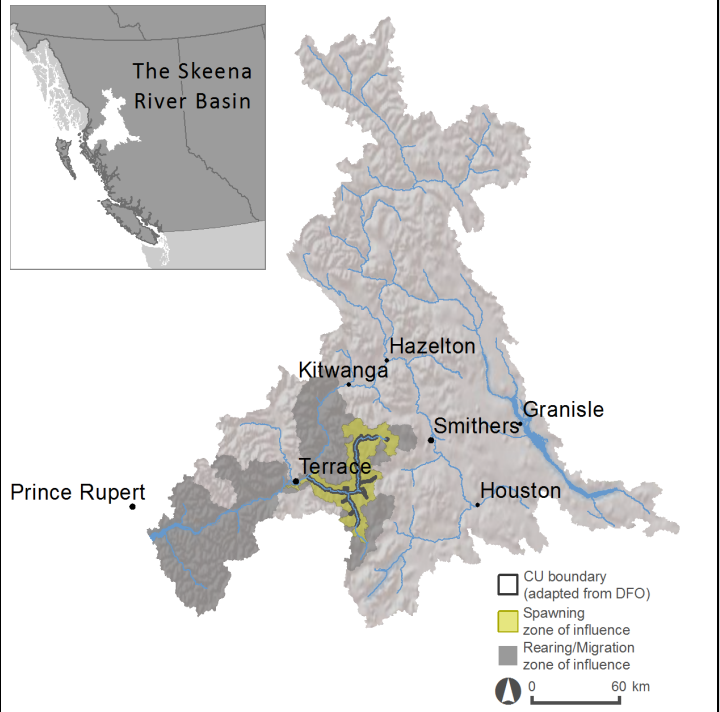 The Skeena
River Basin
Hazelton
Kitwanga
Granisle
Smithers
Terrace
Prince Rupert
Houston
CU boundary
(adapted from DFO)
Spawning
zone of influence
Rearing/Migration
zone of influence
0 60 km